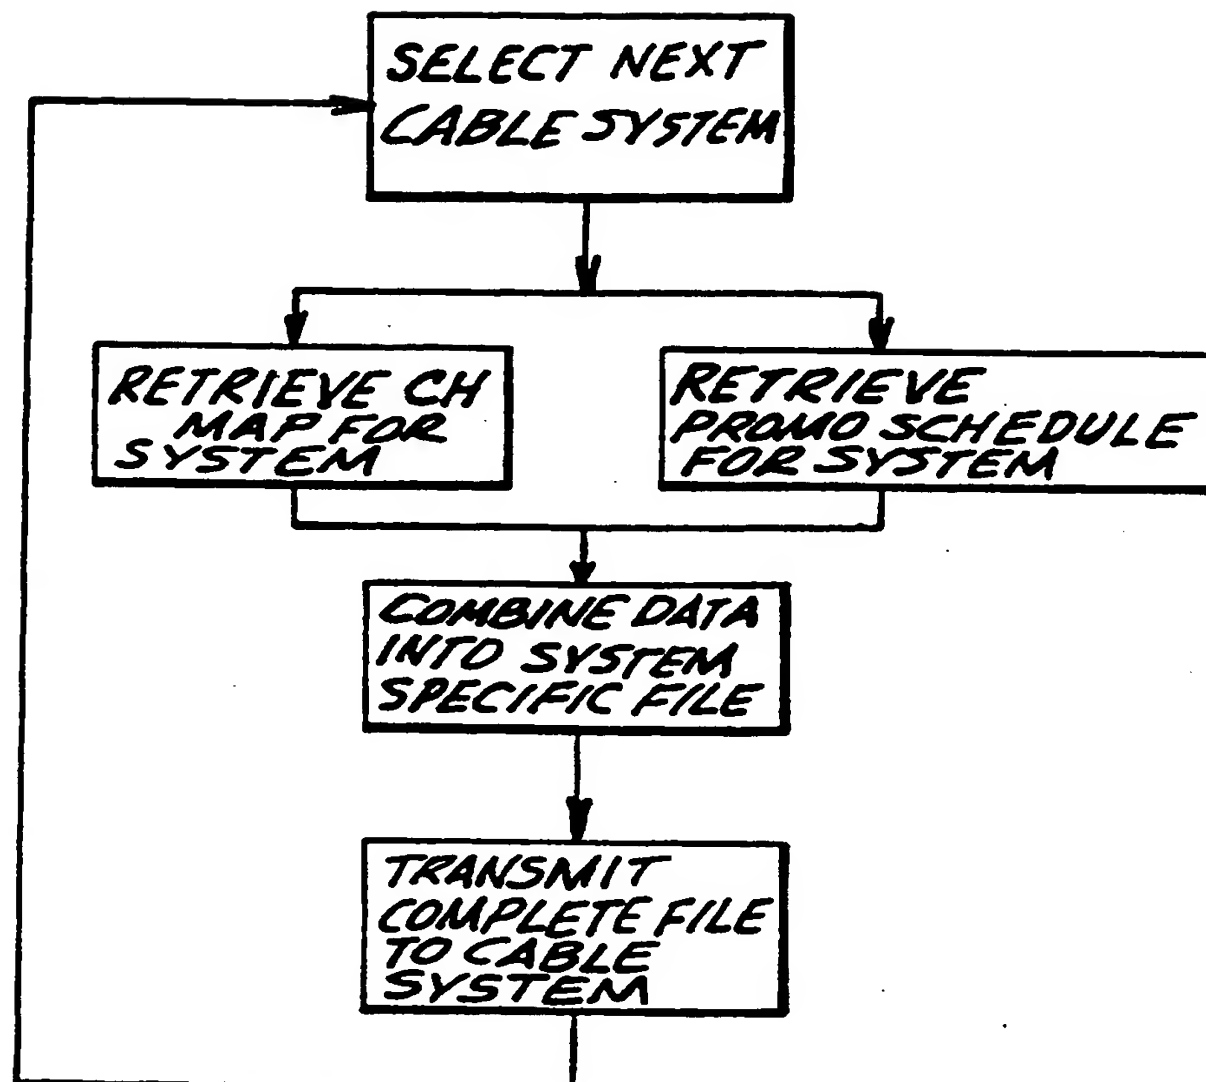 SELECT NEXT
CABLE SYSTEM
RETRIEVE CH
MAP FOR
SYSTEM
RETRIEVE
PROMO SCHEDULE
FOR SYSTEM
COMBINE DATA
INTO SYSTEM
SPECIFIC FILE
TRANSMIT
COMPLETE FILE
TO CABLE
SYSTEM